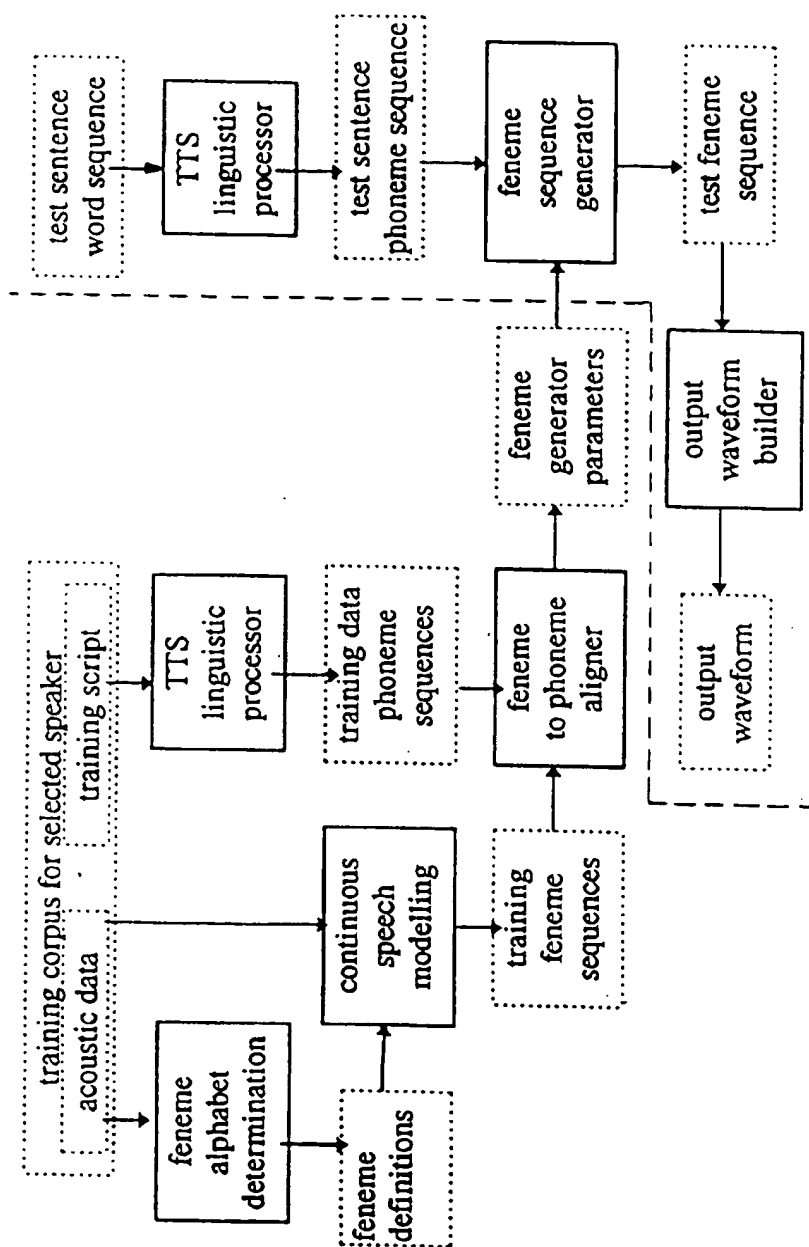 training corpus for selected speaker
acoustic data
training script
feneme
alphabet
determination
feneme
definitions
continuous
speech
modelling
training
feneme
sequences
TTS
linguistic
processor
training data
phoneme
sequences
feneme
to phoneme
aligner
feneme
generator
parameters
test sentence
word sequence
TTS
linguistic
processor
test sentence
phoneme sequence
feneme
sequence
generator
test feneme
sequence
output
waveform
builder
output
waveform